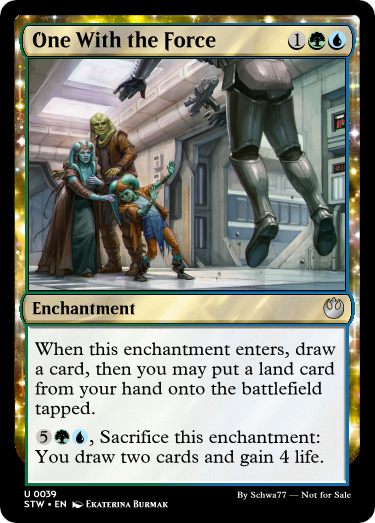 One With the Force 1
Enchantment
When this enchantment enters, draw
a card, then you may put a land card
from your hand onto the battlefield
tapped.
5, Sacrifice this enchantment:
You draw two cards and gain 4 life.
U 0039 By Schwa77 — Not for Sale
STW • EN Ekaterina Burmak